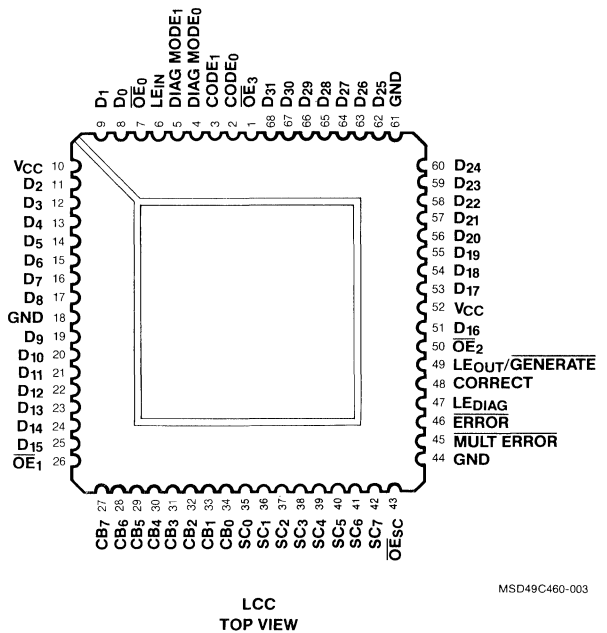 D1 D0 OE0 LEIN DIAG MODE1 DIAG MODE0 CODE1 CODE0 OE3 D31 D30 D29 D28 D27 D26 D25 GND
9 8 7 6 5 4 3 2 1 68 67 66 65 64 63 62 61
VCC 10
D2 11
D3 12
D4 13
D5 14
D6 15
D7 16
D8 17
GND 18
D9 19
D10 20
D11 21
D12 22
D13 23
D14 24
D15 25
OE1 26
60 D24
59 D23
58 D22
57 D21
56 D20
55 D19
54 D18
53 D17
52 VCC
51 D16
50 OE2
49 LEOUT/GENERATE
48 CORRECT
47 LEDIAG
46 ERROR
45 MULT ERROR
44 GND
27 28 29 30 31 32 33 34 35 36 37 38 39 40 41 42 43
CB7 CB6 CB5 CB4 CB3 CB2 CB1 CB0 SC0 SC1 SC2 SC3 SC4 SC5 SC6 SC7 OESC
MSD49C460-003
LCC
TOP VIEW